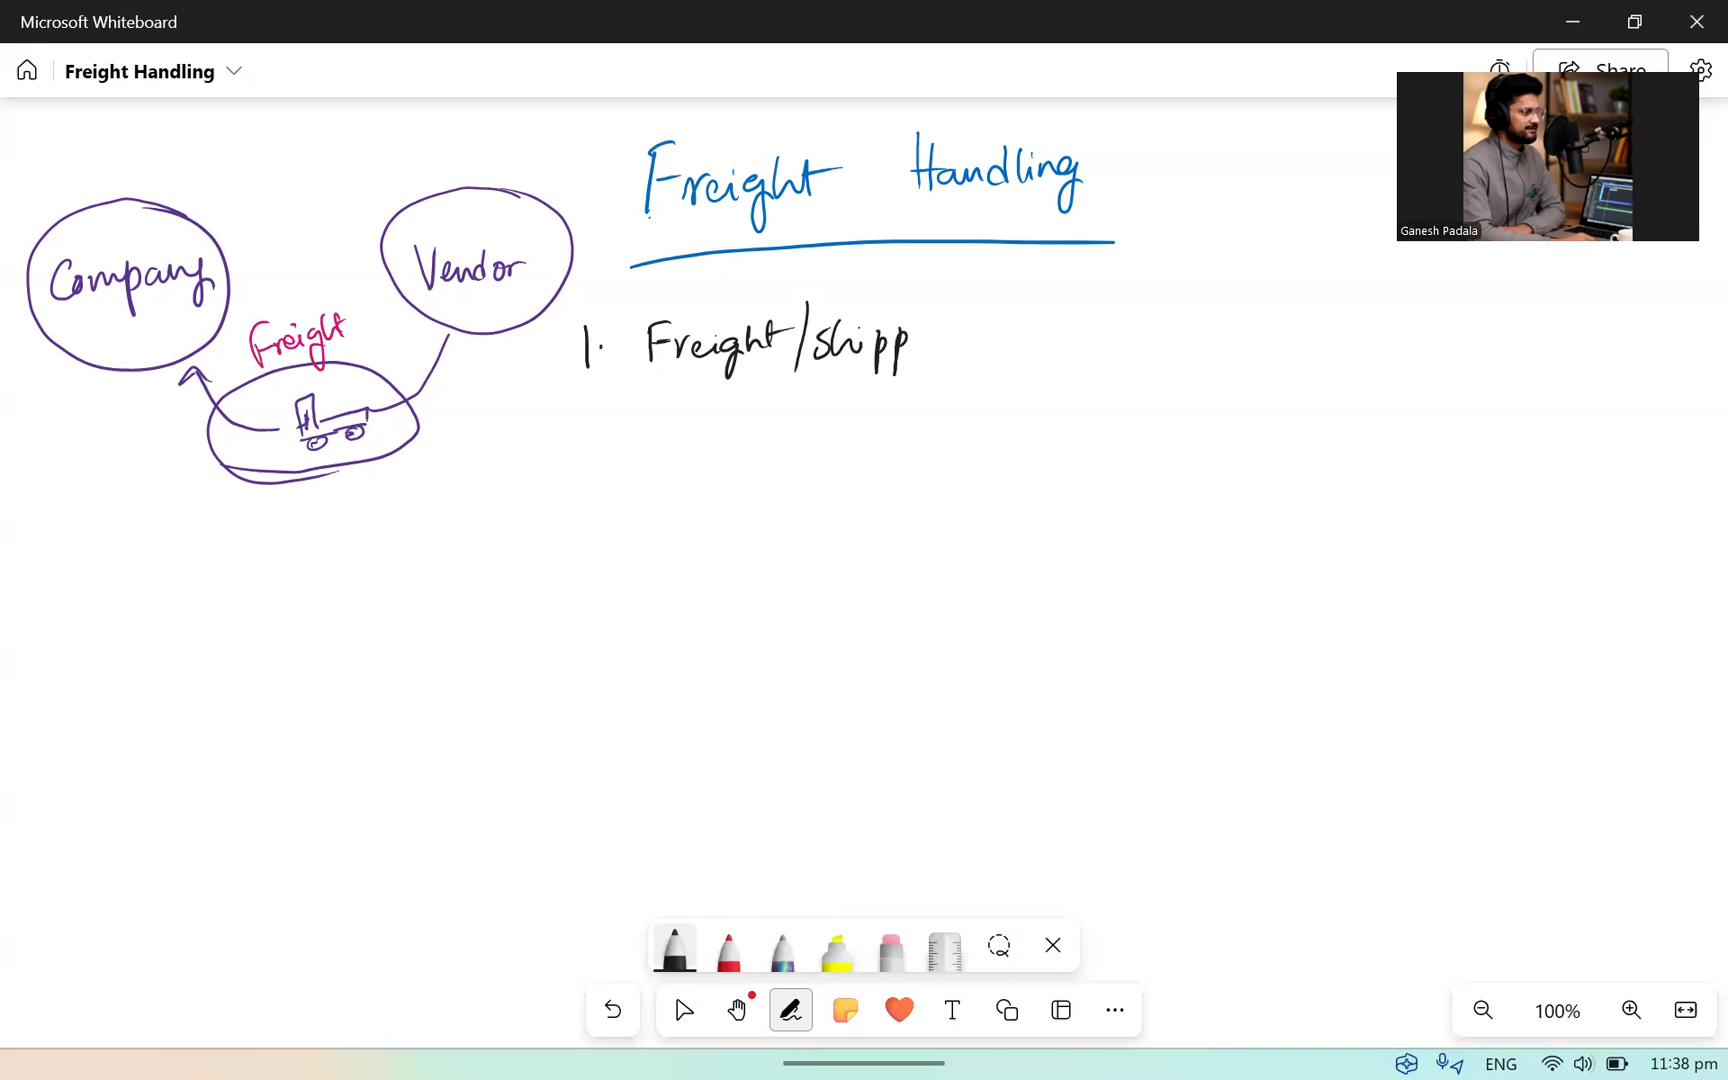 Microsoft Whiteboard
Freight Handling
Share
Ganesh Padala
Freight Handling
Company
Vendor
Freight
1. Freight/shipp
T
100%
ENG
11:38 pm